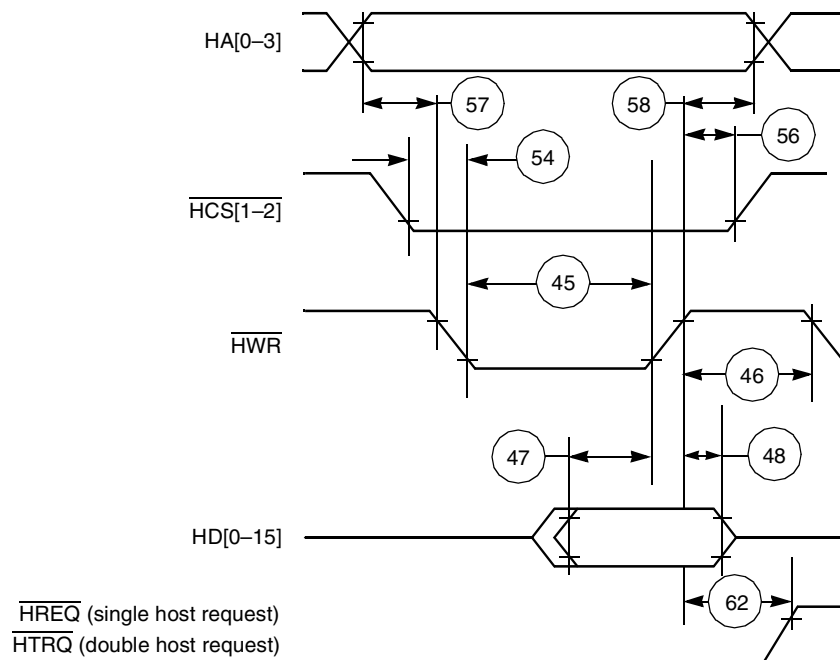 HA[0–3]
57
58
56
54
HCS[1–2]
45
HWR
46
47
48
HD[0–15]
62
HREQ (single host request)
HTRQ (double host request)